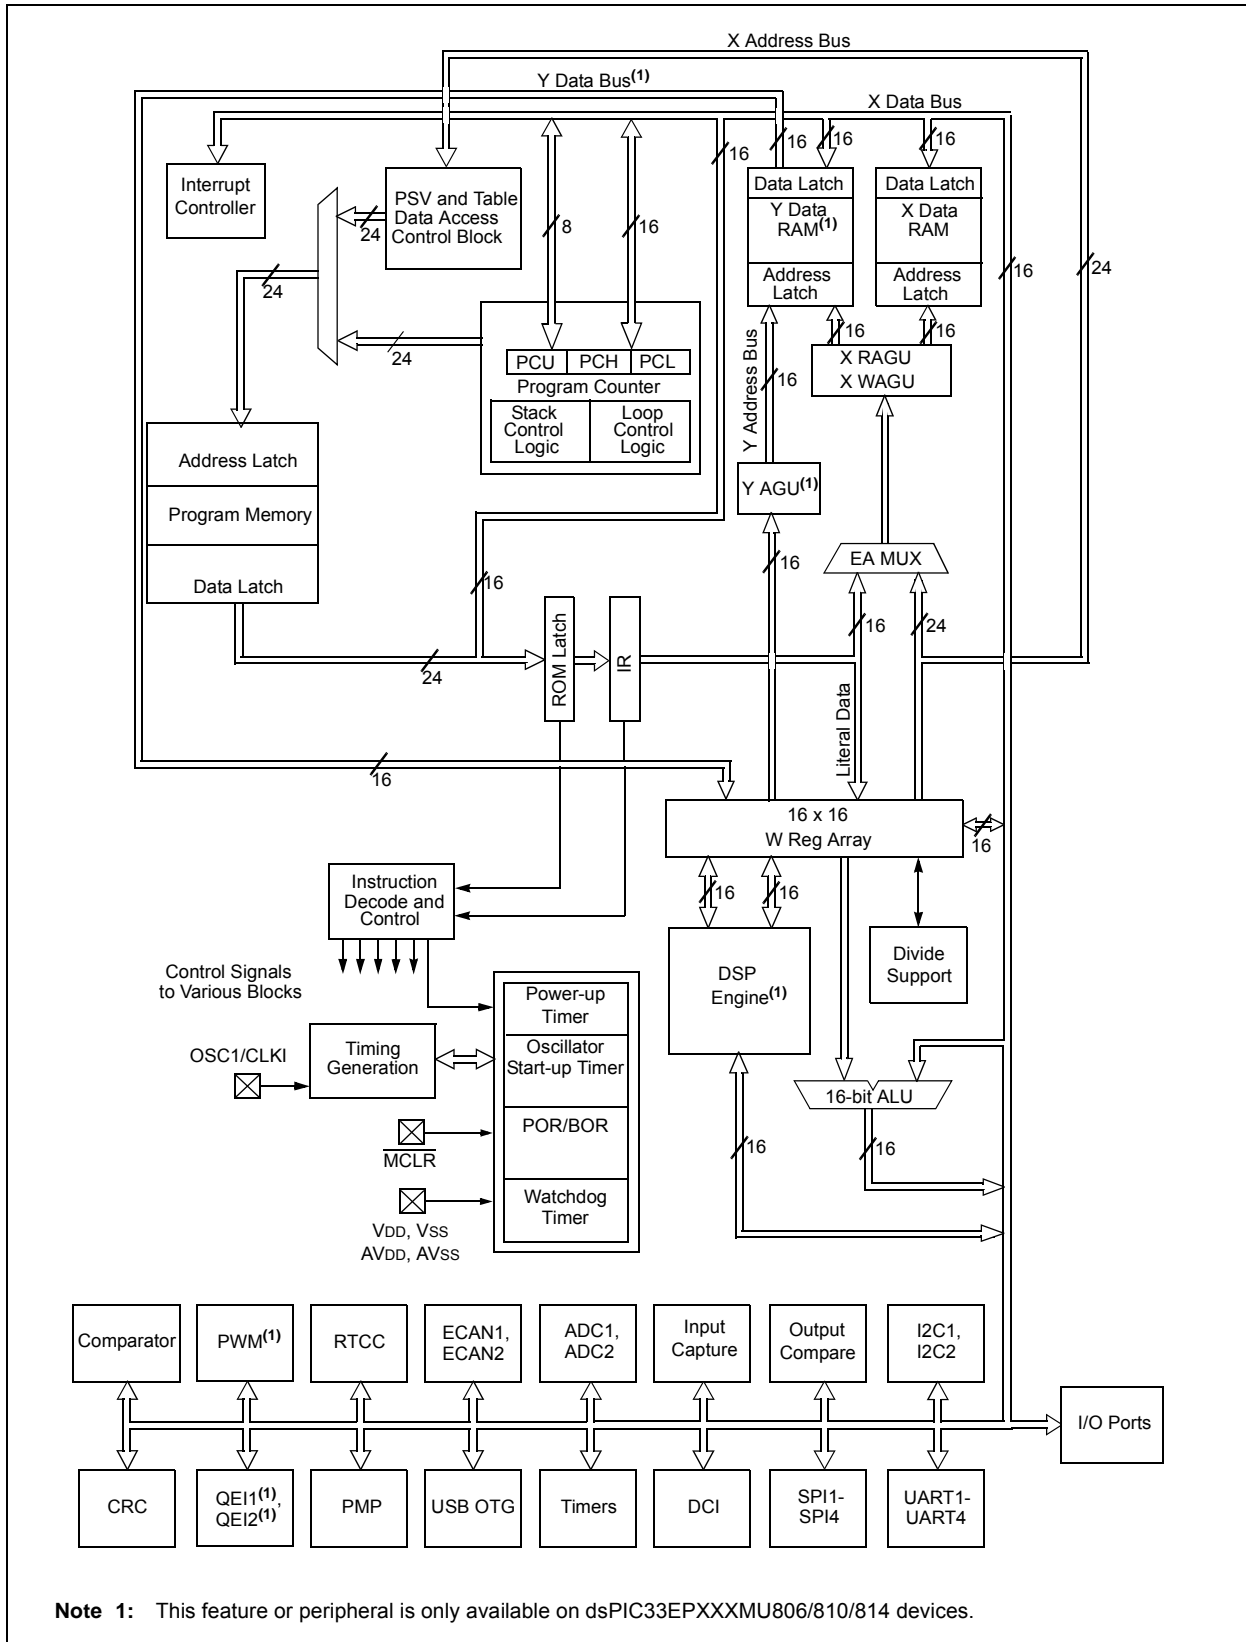 X Address Bus
Y Data Bus(1)
X Data Bus
16
16
16
16
Interrupt
Controller
PSV and Table
Data Access
Control Block
24
8
16
Data Latch
Y Data
RAM(1)
Address
Latch
Data Latch
X Data
RAM
Address
Latch
16
24
24
24
PCU
PCH
PCL
Program Counter
Stack
Control
Logic
Loop
Control
Logic
Y Address Bus
16
16
16
X RAGU
X WAGU
Address Latch
Program Memory
Data Latch
Y AGU(1)
EA MUX
16
16
16
24
24
ROM Latch
IR
Literal Data
16
16 x 16
W Reg Array
16
Instruction
Decode and
Control
16
16
Control Signals
to Various Blocks
DSP
Engine(1)
Divide
Support
Power-up
Timer
OSC1/CLKI
Timing
Generation
Oscillator
Start-up Timer
16-bit ALU
POR/BOR
MCLR
16
16
Watchdog
Timer
VDD, VSS
AVDD, AVSS
Comparator
PWM(1)
RTCC
ECAN1,
ECAN2
ADC1,
ADC2
Input
Capture
Output
Compare
I2C1,
I2C2
I/O Ports
CRC
QEI1(1),
QEI2(1)
PMP
USB OTG
Timers
DCI
SPI1-
SPI4
UART1-
UART4
Note 1: This feature or peripheral is only available on dsPIC33EPXXXMU806/810/814 devices.